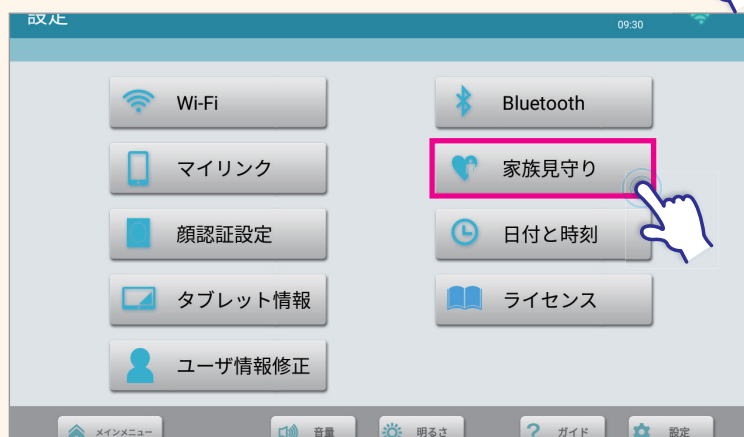 設定
09:30
Wi-Fi
Bluetooth
マイリンク
家族見守り
顔認証設定
日付と時刻
タブレット情報
ライセンス
ユーザ情報修正
メインメニュー
音量
明るさ
ガイド
設定